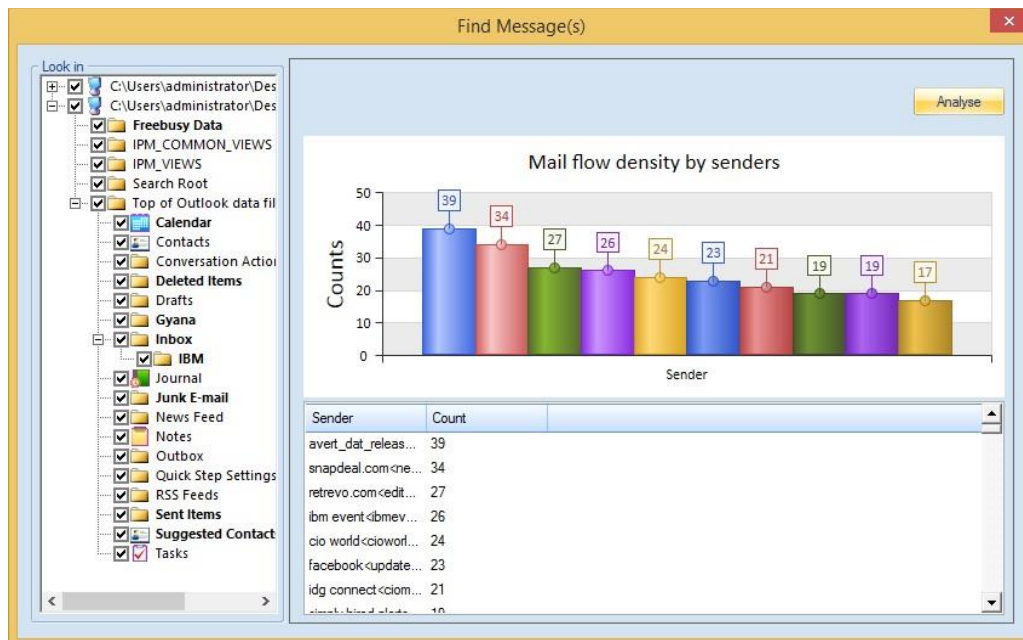 Find Message(s)
Look in
C:\Users\administrator\Des
C:\Users\administrator\Des
Freebusy Data
IPM_COMMON_VIEWS
IPM_VIEWS
Search Root
Top of Outlook data fil
Calendar
Contacts
Conversation Action
Deleted Items
Drafts
Gyana
Inbox
IBM
Journal
Junk E-mail
News Feed
Notes
Outbox
Quick Step Settings
RSS Feeds
Sent Items
Suggested Contact
Tasks
Analyse
Mail flow density by senders
Counts
50
40
30
20
10
0
39
34
27
26
24
23
21
19
19
17
Sender
Sender Count
avert_dat_releas... 39
snapdeal.com<ne... 34
retrevo.com<edit... 27
ibm event<ibmev... 26
cio world<cioworl... 24
facebook<update... 23
idg connect<ciom... 21